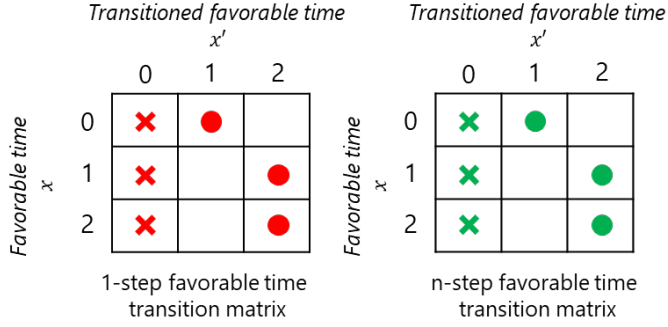 Transitioned favorable time
x′
0 1 2
Favorable time
x
0
1
2
1-step favorable time
transition matrix
Transitioned favorable time
x′
0 1 2
Favorable time
x
0
1
2
n-step favorable time
transition matrix